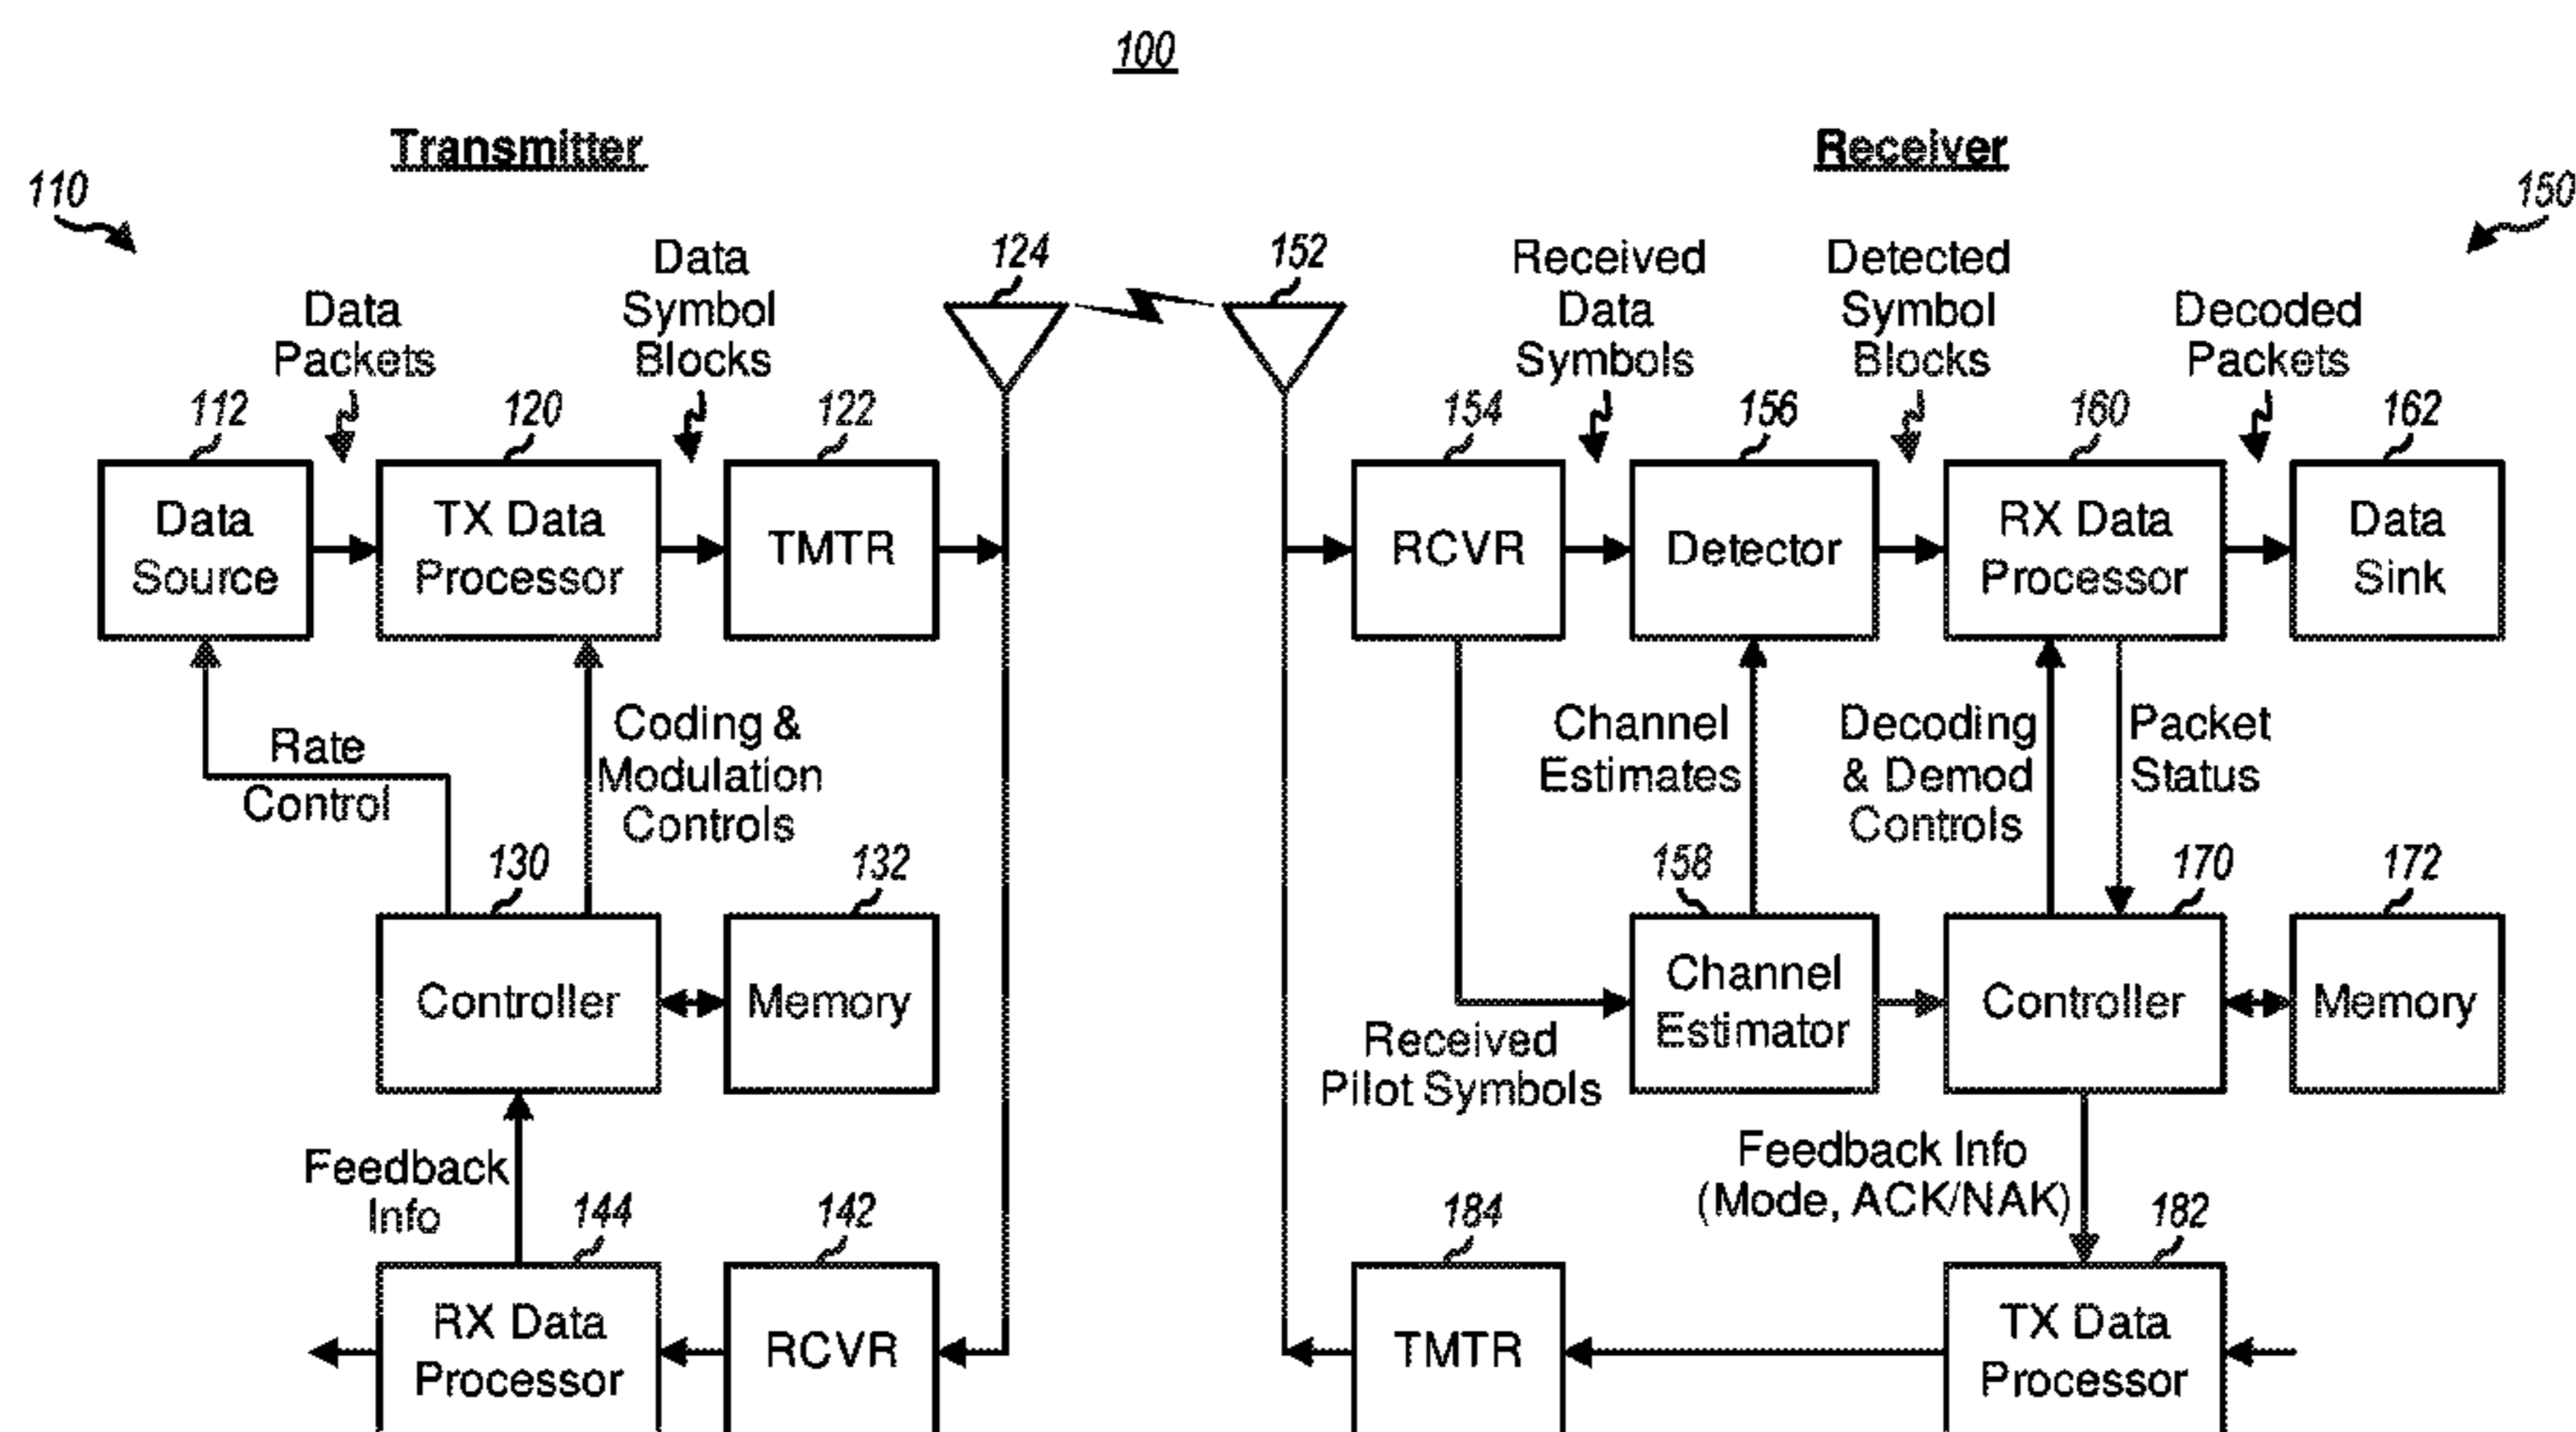 100
Transmitter
Receiver
110
150
124
152
Data
Symbol
Blocks
Data
Packets
Received
Data
Symbols
Detected
Symbol
Blocks
Decoded
Packets
112
120
122
154
156
160
162
Data
Source
TX Data
Processor
TMTR
RCVR
Detector
RX Data
Processor
Data
Sink
Rate
Control
Coding &
Modulation
Controls
Channel
Estimates
Decoding
& Demod
Controls
Packet
Status
130
132
158
170
172
Controller
Memory
Channel
Estimator
Controller
Memory
Received
Pilot Symbols
Feedback
Info
Feedback Info
(Mode, ACK/NAK)
144
142
184
182
RX Data
Processor
RCVR
TMTR
TX Data
Processor